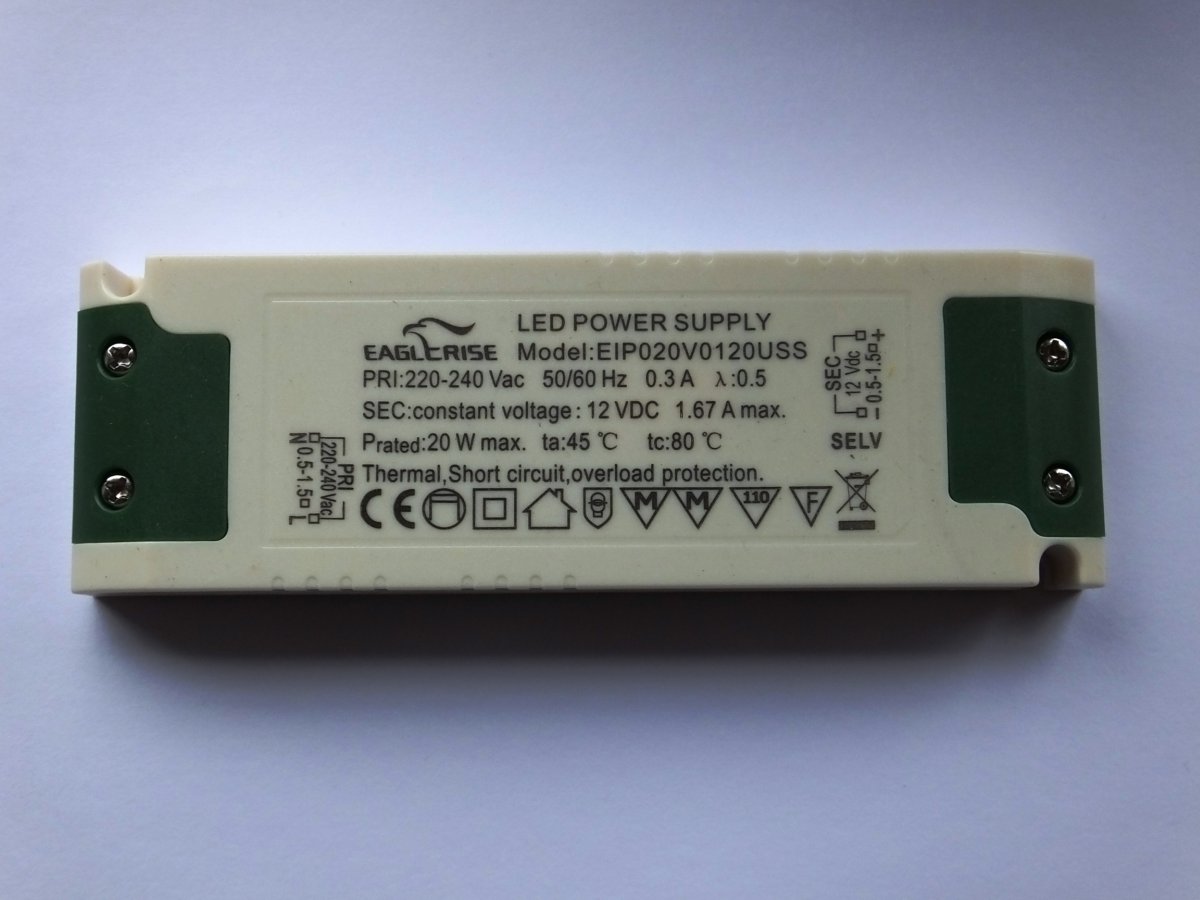 EAGLERISE
LED POWER SUPPLY
Model:EIP020V0120USS
PRI:220-240 Vac 50/60 Hz 0.3 A λ:0.5
SEC:constant voltage: 12 VDC 1.67 A max.
Prated:20 W max. ta:45 ℃ tc:80 ℃
Thermal,Short circuit,overload protection.
CE M M 110 F
PRI
220-240 Vac
N 0.5-1.5 L
SEC
12 Vdc
- 0.5-1.5 +
SELV